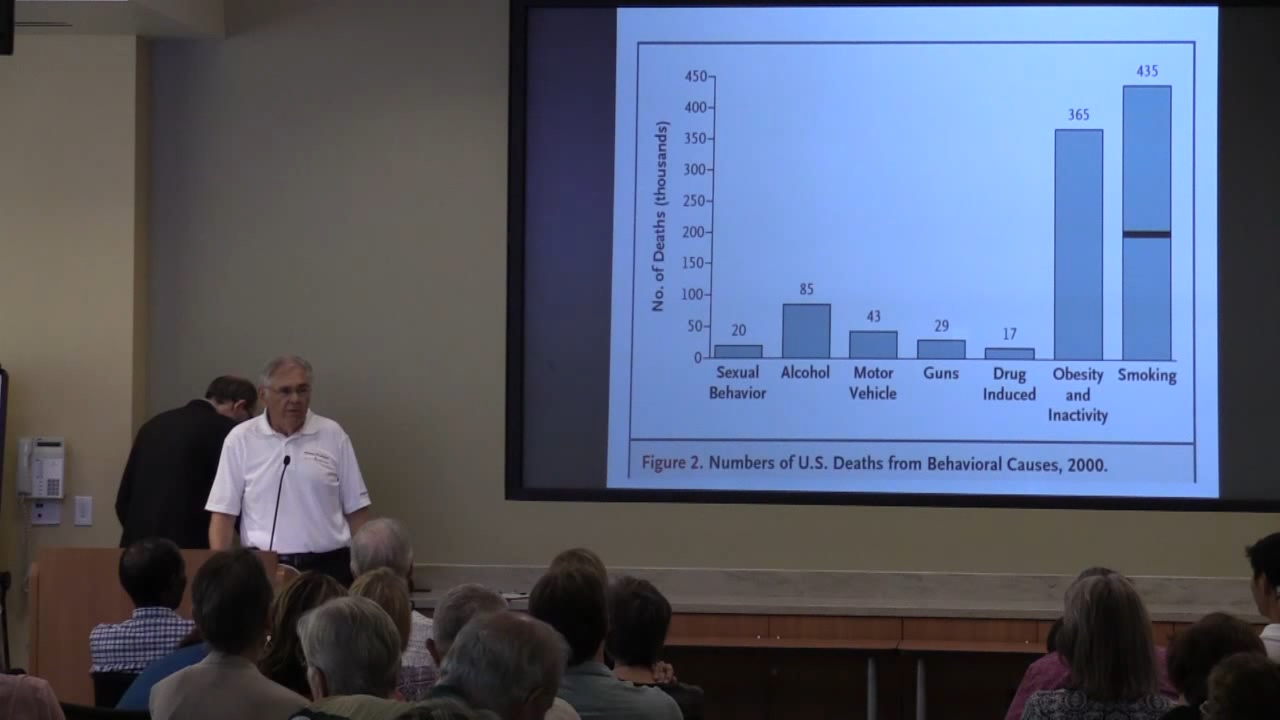 435
450
400
365
350
300
250
200
150
100
85
50
43
29
20
17
0
No. of Deaths (thousands)
Sexual Behavior
Alcohol
Motor Vehicle
Guns
Drug Induced
Obesity and Inactivity
Smoking
Figure 2. Numbers of U.S. Deaths from Behavioral Causes, 2000.